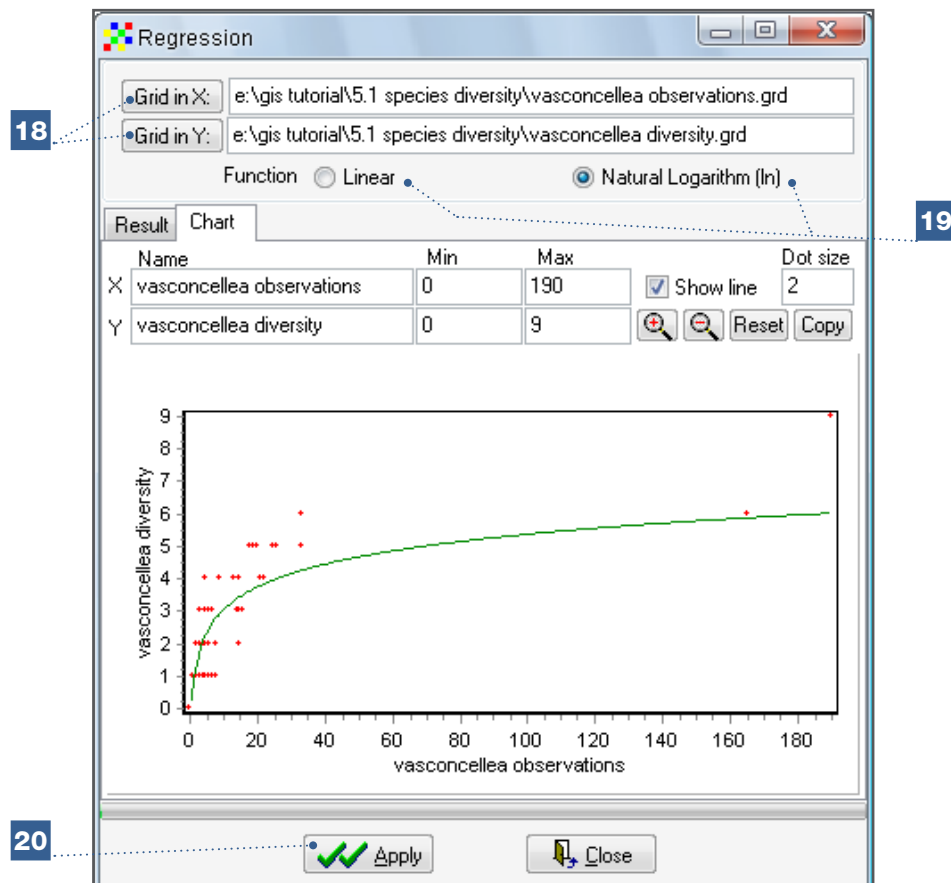 Regression
18
Grid in X: e:\gis tutorial\5.1 species diversity\vasconcellea observations.grd
Grid in Y: e:\gis tutorial\5.1 species diversity\vasconcellea diversity.grd
Function Linear Natural Logarithm (ln)
19
Result Chart
Name Min Max Dot size
X vasconcellea observations 0 190 Show line 2
Y vasconcellea diversity 0 9 Reset Copy
vasconcellea diversity
9
8
7
6
5
4
3
2
1
0
0 20 40 60 80 100 120 140 160 180
vasconcellea observations
20
Apply Close